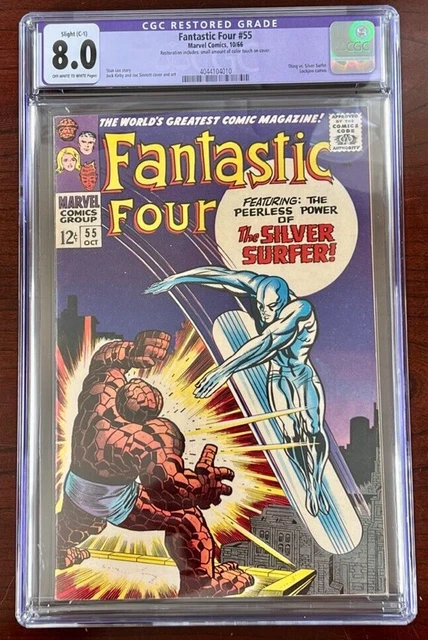 CGC RESTORED GRADE
Slight (C-1)
8.0
OFF-WHITE TO WHITE Pages
Fantastic Four #55
Marvel Comics, 10/66
Restoration includes: small amount of color touch on cover.
4044104010
Stan Lee story
Jack Kirby and Joe Sinnott cover and art
Thing vs. Silver Surfer
Lockjaw cameo
CGC
THE WORLD'S GREATEST COMIC MAGAZINE!
Fantastic
Four
APPROVED
BY THE
COMICS
CODE
AUTHORITY
MARVEL
COMICS
GROUP
12¢
55
OCT
FEATURING: THE
PEERLESS POWER
OF
The SILVER
SURFER!